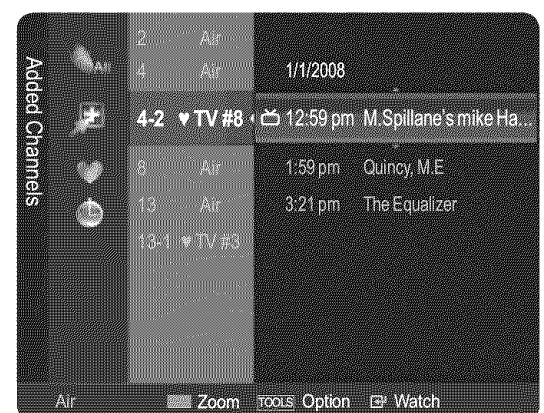 Added Channels
All
2 Air
4 Air
1/1/2008
4-2 ♥ TV #8 12:59 pm M.Spillane's mike Ha...
8 Air 1:59 pm Quincy, M.E
13 Air 3:21 pm The Equalizer
13-1 ♥ TV #3
Air Zoom TOOLS Option Watch